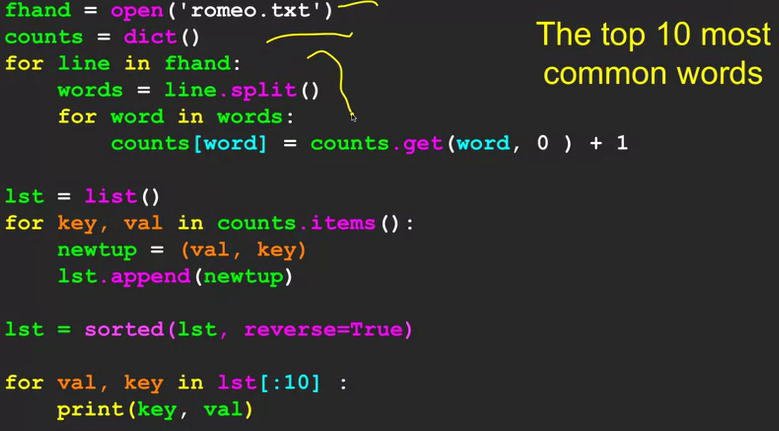 fhand = open('romeo.txt')
counts = dict()
for line in fhand:
    words = line.split()
    for word in words:
        counts[word] = counts.get(word, 0 ) + 1

lst = list()
for key, val in counts.items():
    newtup = (val, key)
    lst.append(newtup)

lst = sorted(lst, reverse=True)

for val, key in lst[:10] :
    print(key, val)

The top 10 most
common words